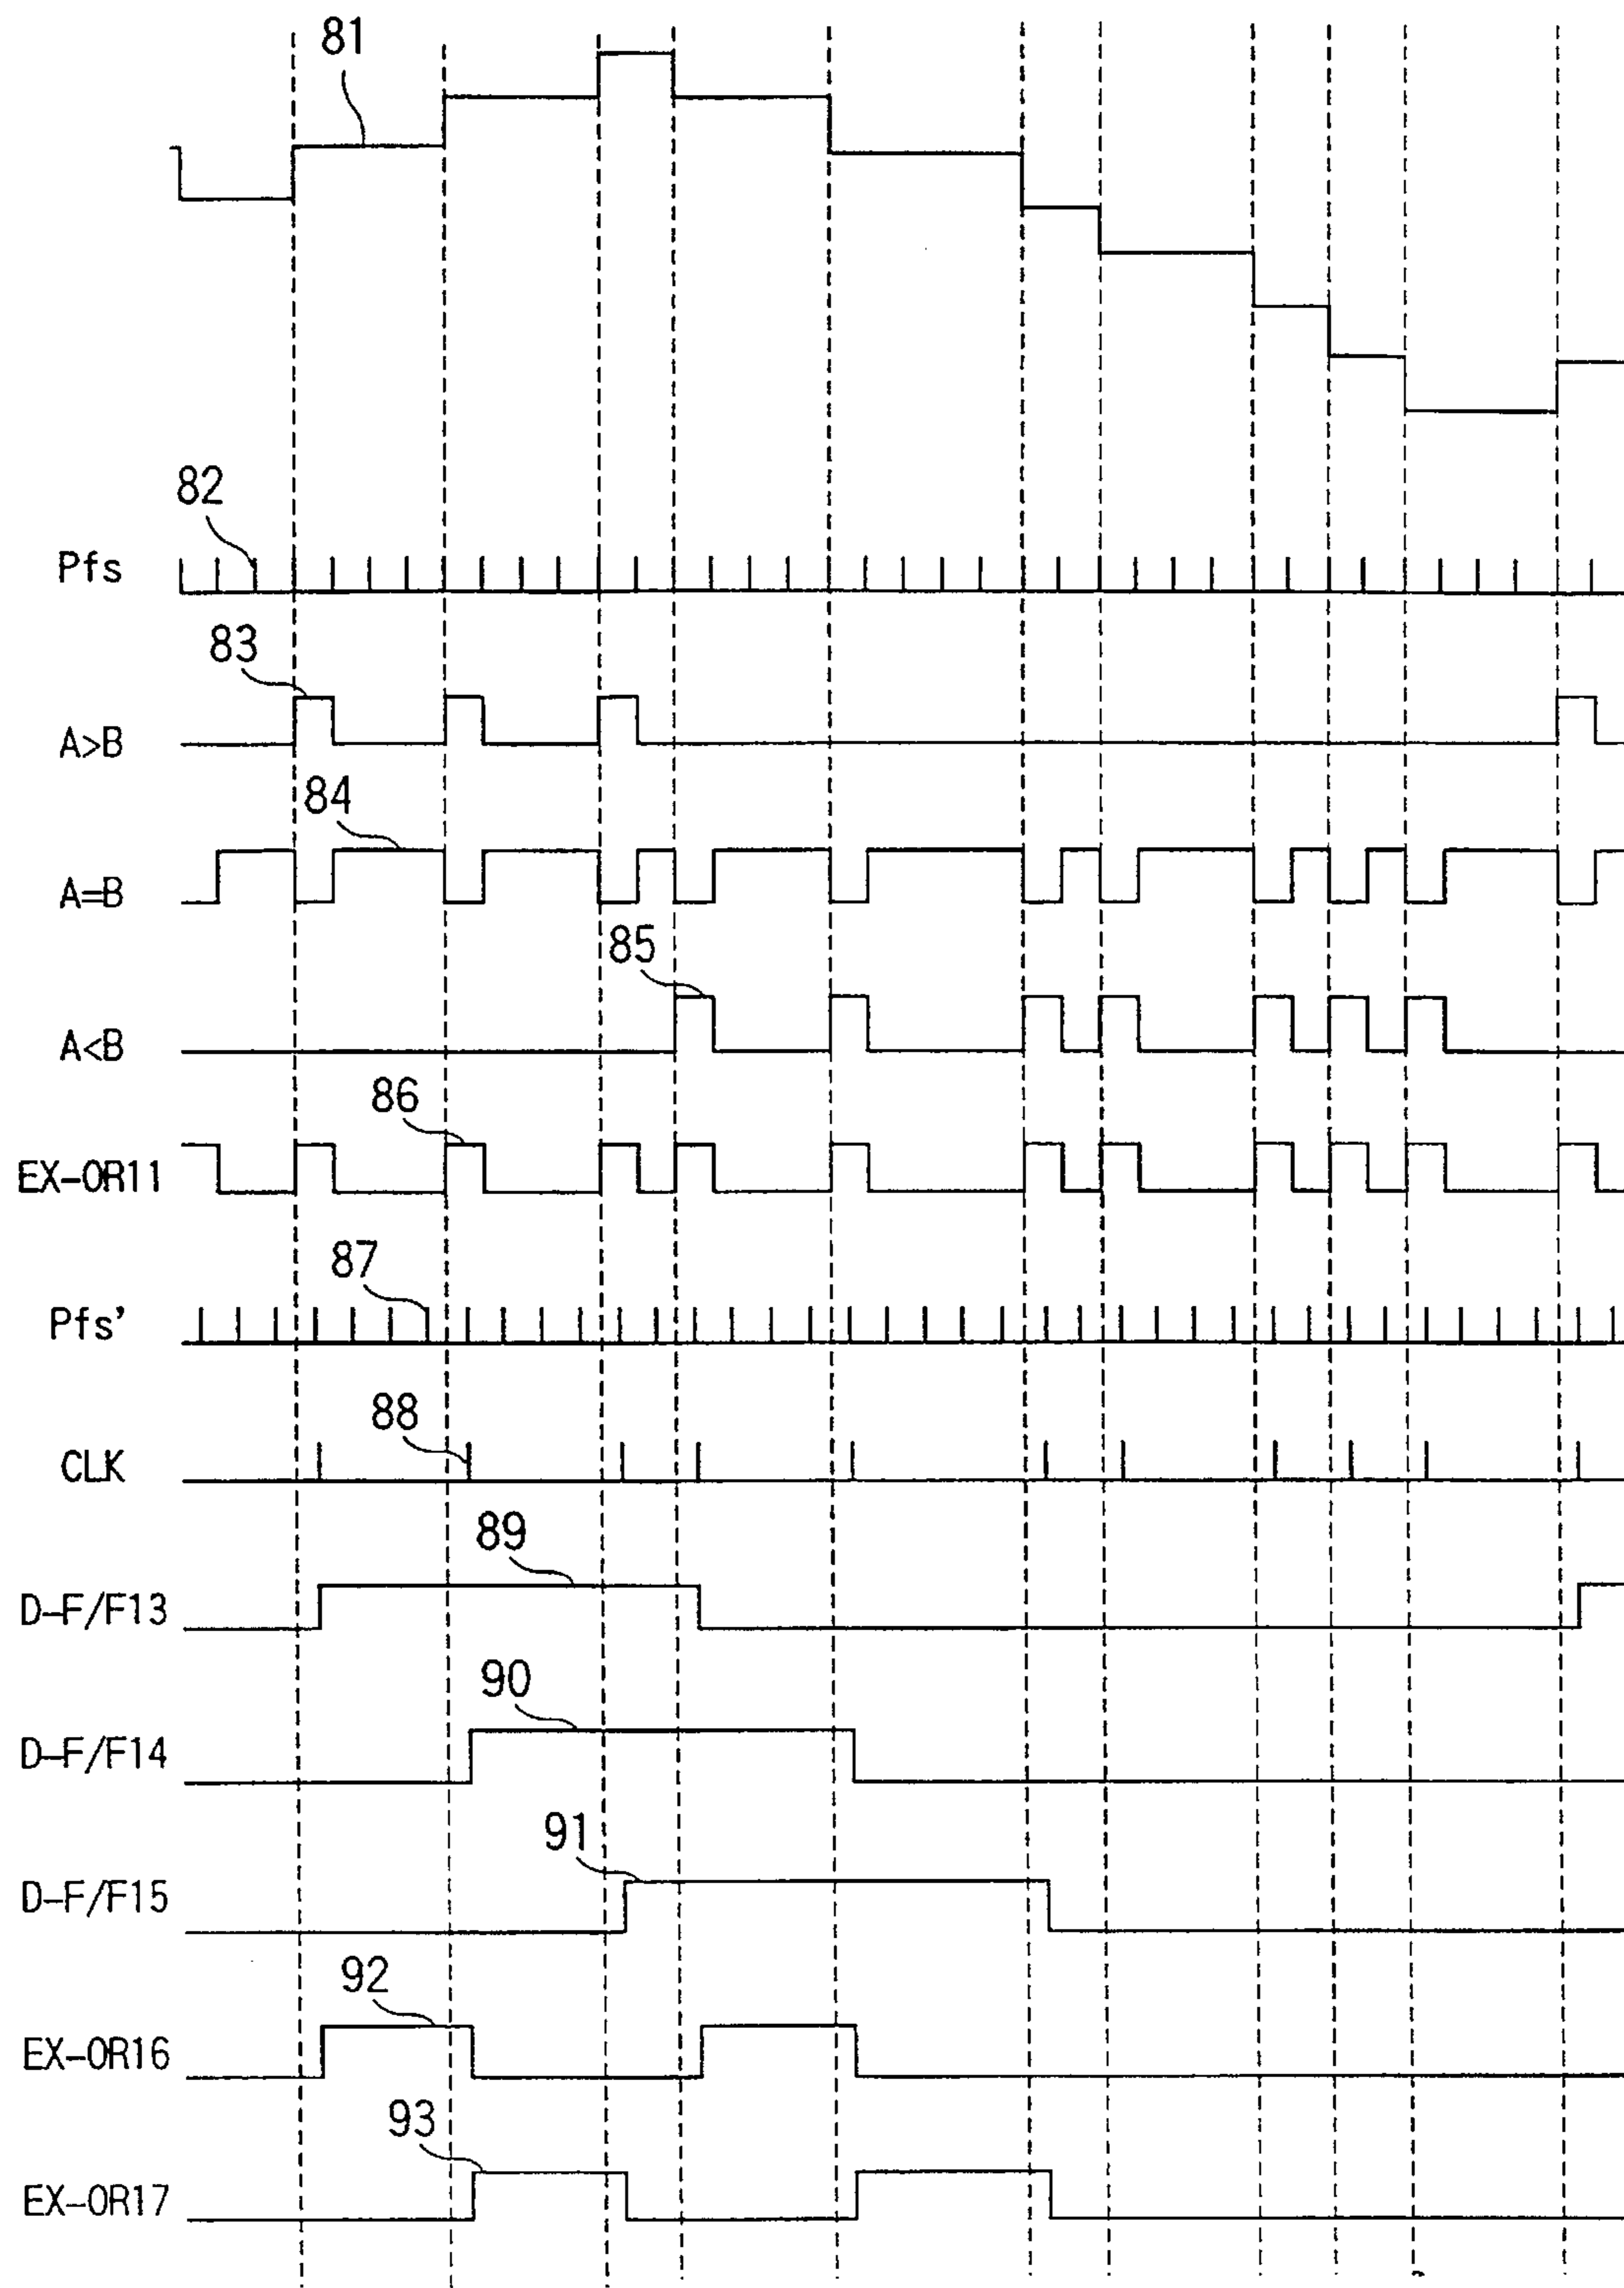 81
82
Pfs
83
A>B
84
A=B
85
A<B
86
EX-OR11
87
Pfs'
88
CLK
89
D-F/F13
90
D-F/F14
91
D-F/F15
92
EX-OR16
93
EX-OR17